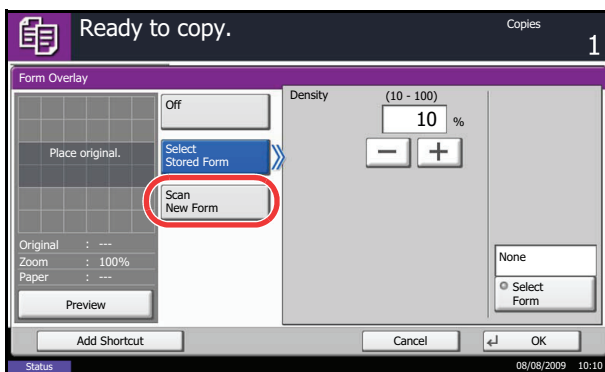 Ready to copy.
Copies
1
Form Overlay
Place original.
Original : ---
Zoom : 100%
Paper : ---
Preview
Off
Select
Stored Form
Scan
New Form
Density
(10 - 100)
10 %
None
Select
Form
Add Shortcut
Cancel
OK
Status
08/08/2009 10:10